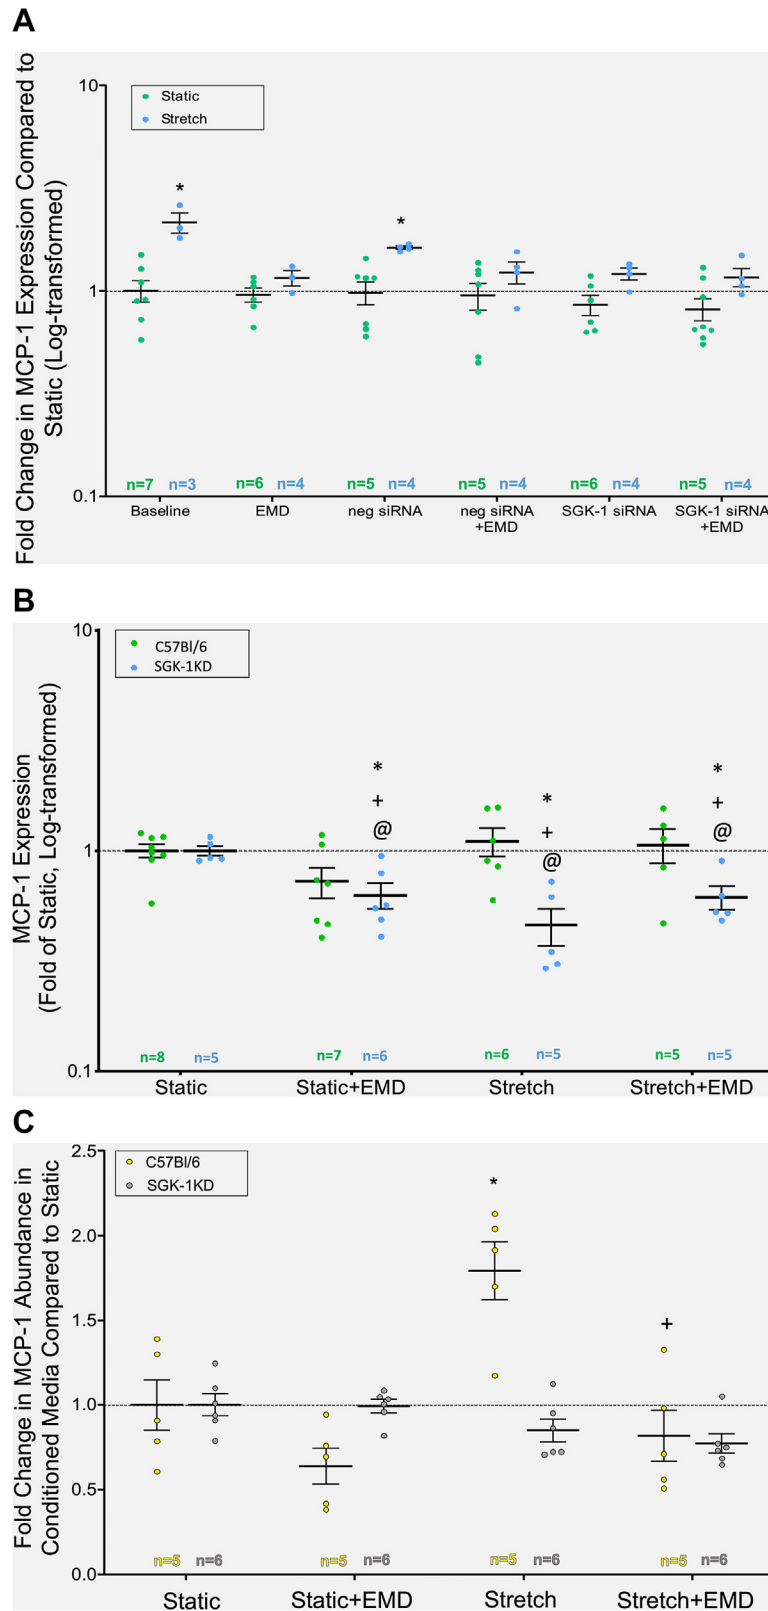 A
Fold Change in MCP-1 Expression Compared to
Static (Log-transformed)
10
1
0.1
Static
Stretch
*
*
n=7 n=3 n=6 n=4 n=5 n=4 n=5 n=4 n=6 n=4 n=5 n=4
Baseline EMD neg siRNA neg siRNA SGK-1 siRNA SGK-1 siRNA
+EMD +EMD
B
MCP-1 Expression
(Fold of Static, Log-transformed)
10
1
0.1
C57Bl/6
SGK-1KD
* * *
+ + +
@ @ @
n=8 n=5 n=7 n=6 n=6 n=5 n=5 n=5
Static Static+EMD Stretch Stretch+EMD
C
Fold Change in MCP-1 Abundance in
Conditioned Media Compared to Static
2.5
2.0
1.5
1.0
0.5
0.0
C57Bl/6
SGK-1KD
*
+
n=5 n=6 n=5 n=6 n=5 n=6 n=5 n=6
Static Static+EMD Stretch Stretch+EMD